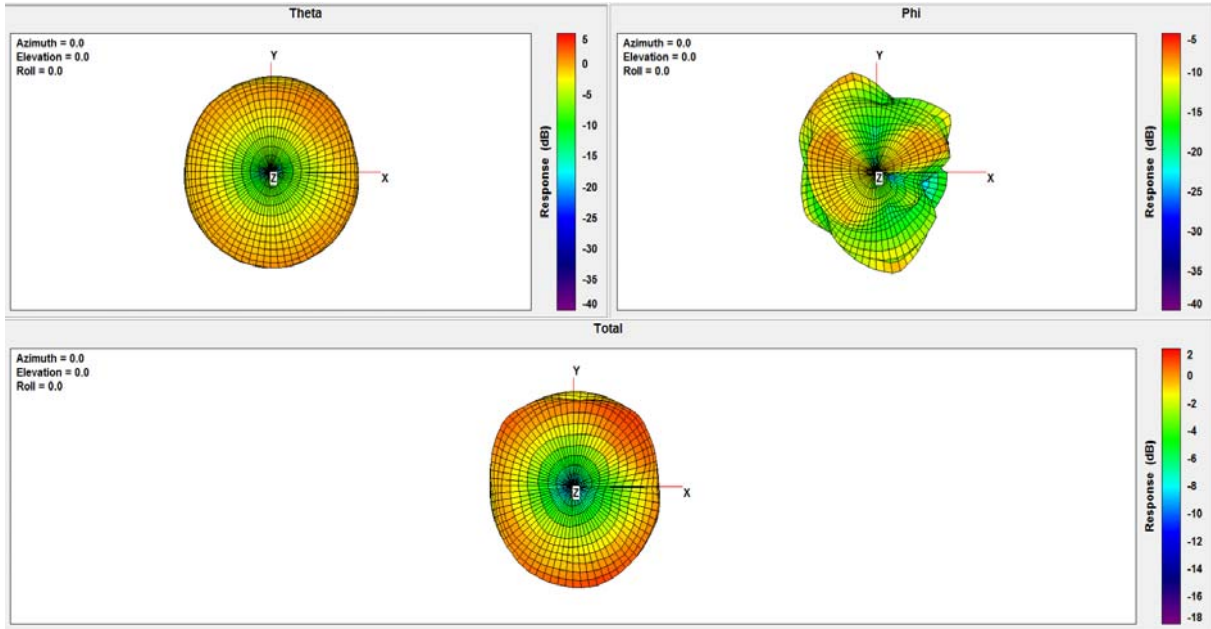 Theta
Azimuth = 0.0
Elevation = 0.0
Roll = 0.0
Y
X
Z
Response (dB)
5
0
-5
-10
-15
-20
-25
-30
-35
-40
Phi
Azimuth = 0.0
Elevation = 0.0
Roll = 0.0
Y
X
Z
Response (dB)
-5
-10
-15
-20
-25
-30
-35
-40
Total
Azimuth = 0.0
Elevation = 0.0
Roll = 0.0
Y
X
Z
Response (dB)
2
0
-2
-4
-6
-8
-10
-12
-14
-16
-18